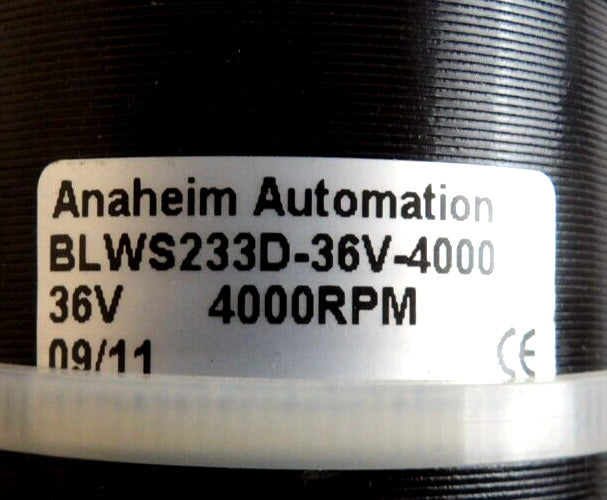 Anaheim Automation
BLWS233D-36V-4000
36V 4000RPM
09/11 CE